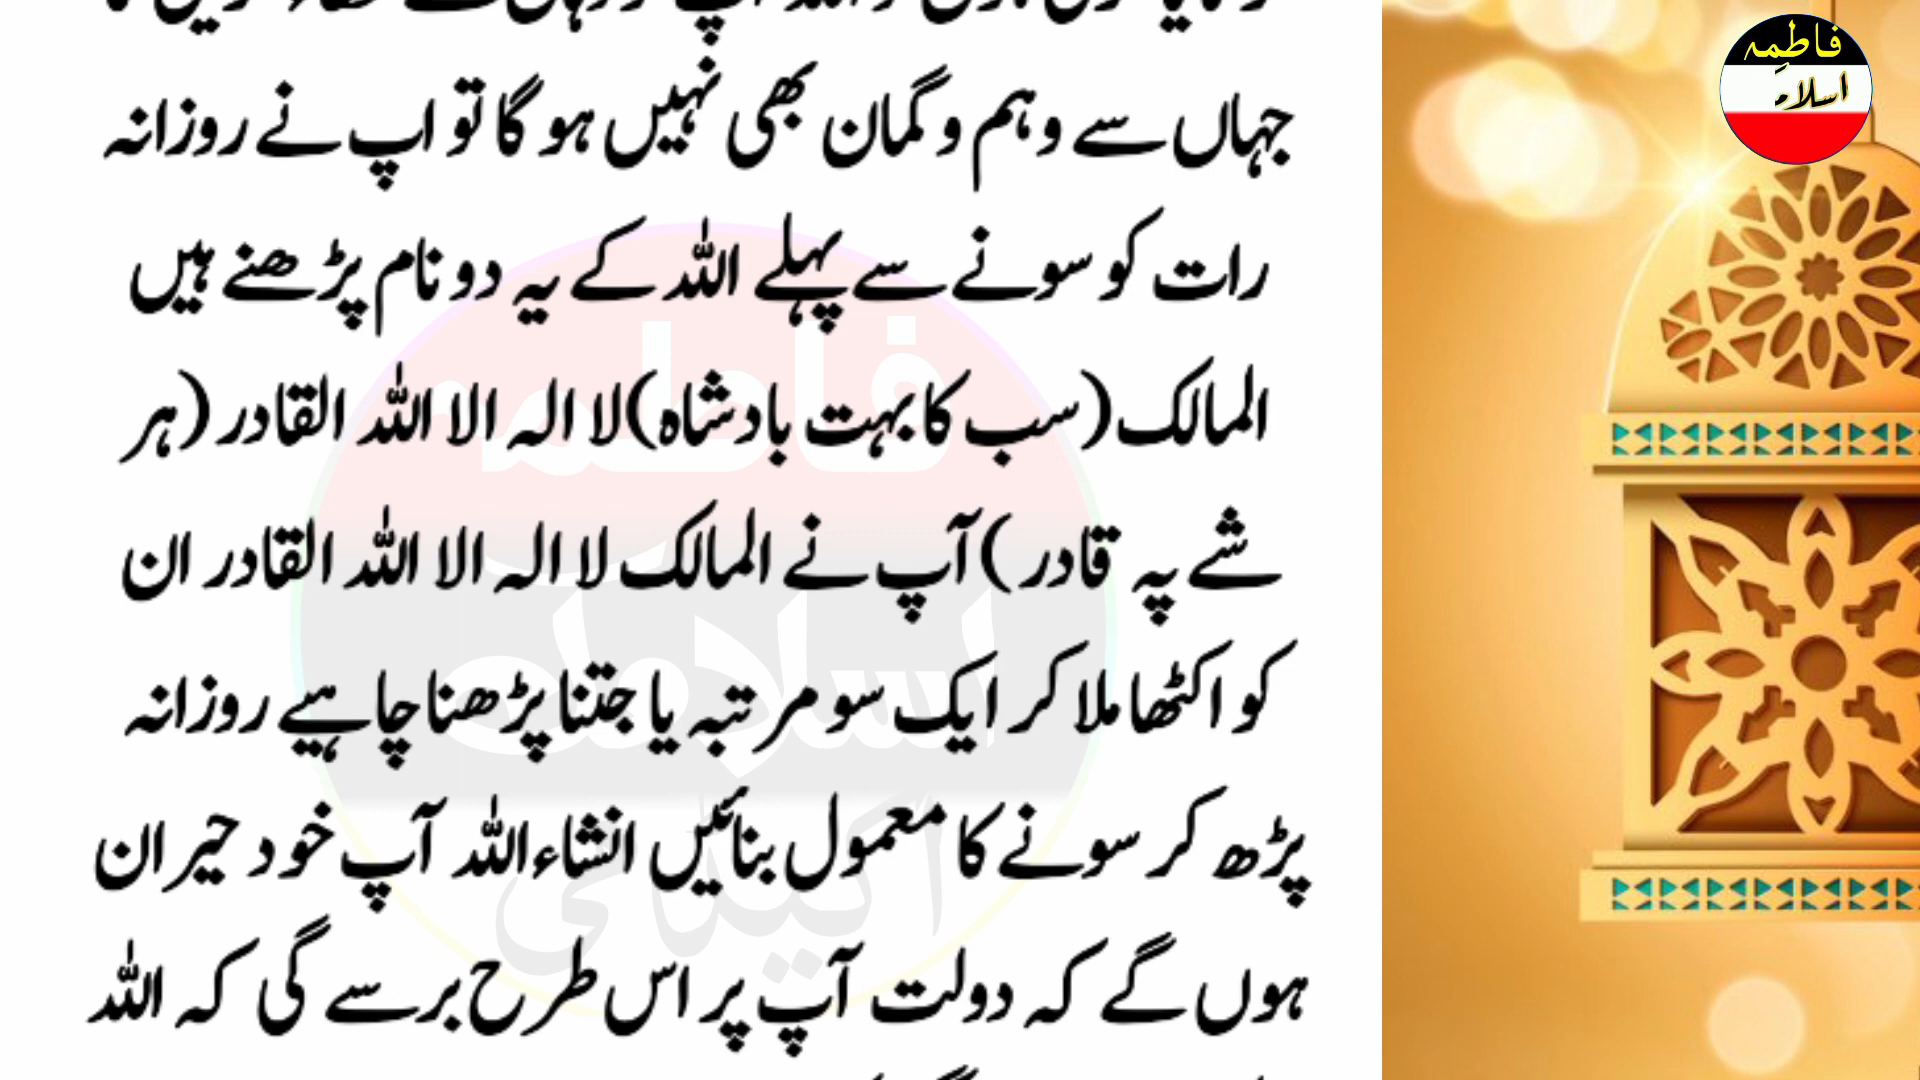 جہاں سے وہم و گمان بھی نہیں ہو گا تو اپ نے روزانہ
رات کو سونے سے پہلے اللہ کے یہ دو نام پڑھنے ہیں
المالک (سب کا بہت بادشاہ) لا الہ الا اللہ القادر (ہر
شے پہ قادر) آپ نے المالک لا الہ الا اللہ القادر ان
کو اکٹھا ملا کر ایک سو مرتبہ یا جتنا پڑھنا چاہیے روزانہ
پڑھ کر سونے کا معمول بنائیں انشاءاللہ آپ خود حیران
ہوں گے کہ دولت آپ پر اس طرح برسے گی کہ اللہ
فاطمہ
اسلامک
اکیڈمی
فاطمِہ
اسلامِ